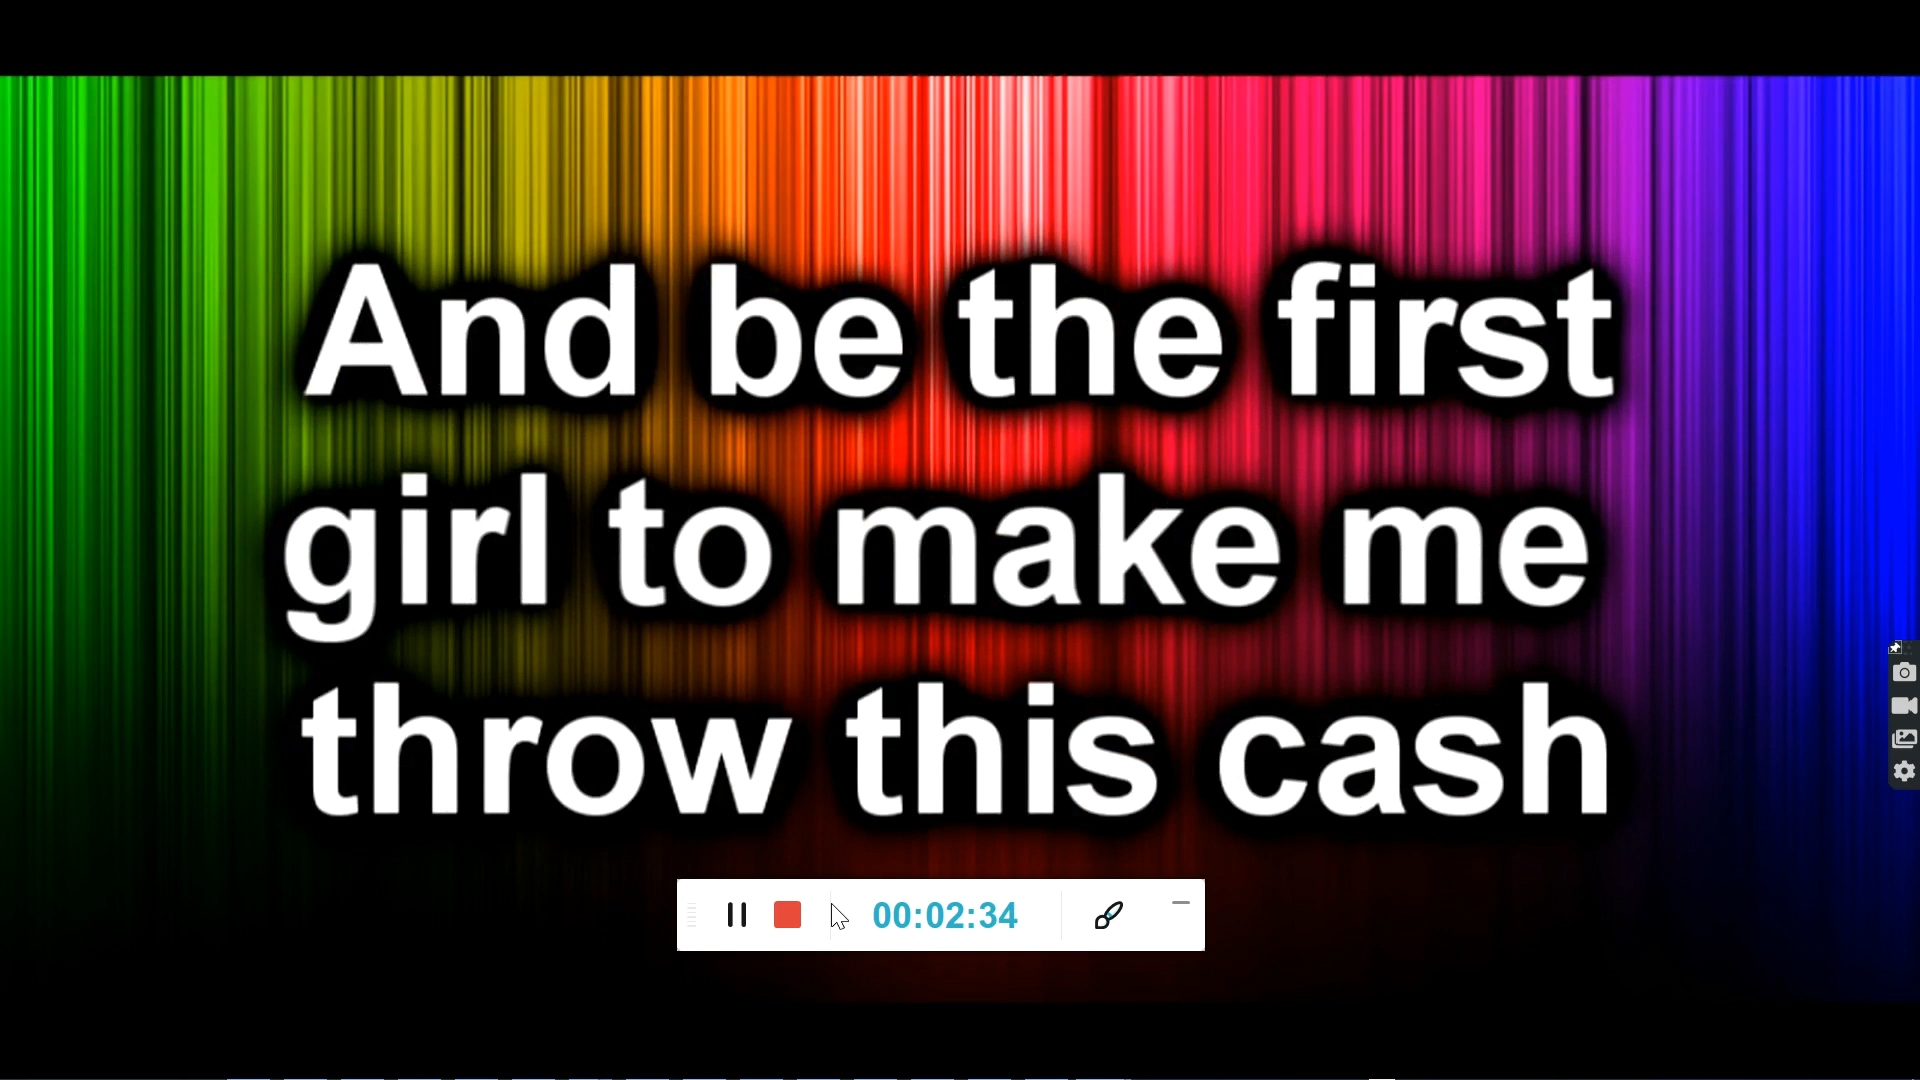 And be the first
girl to make me
throw this cash
00:02:34